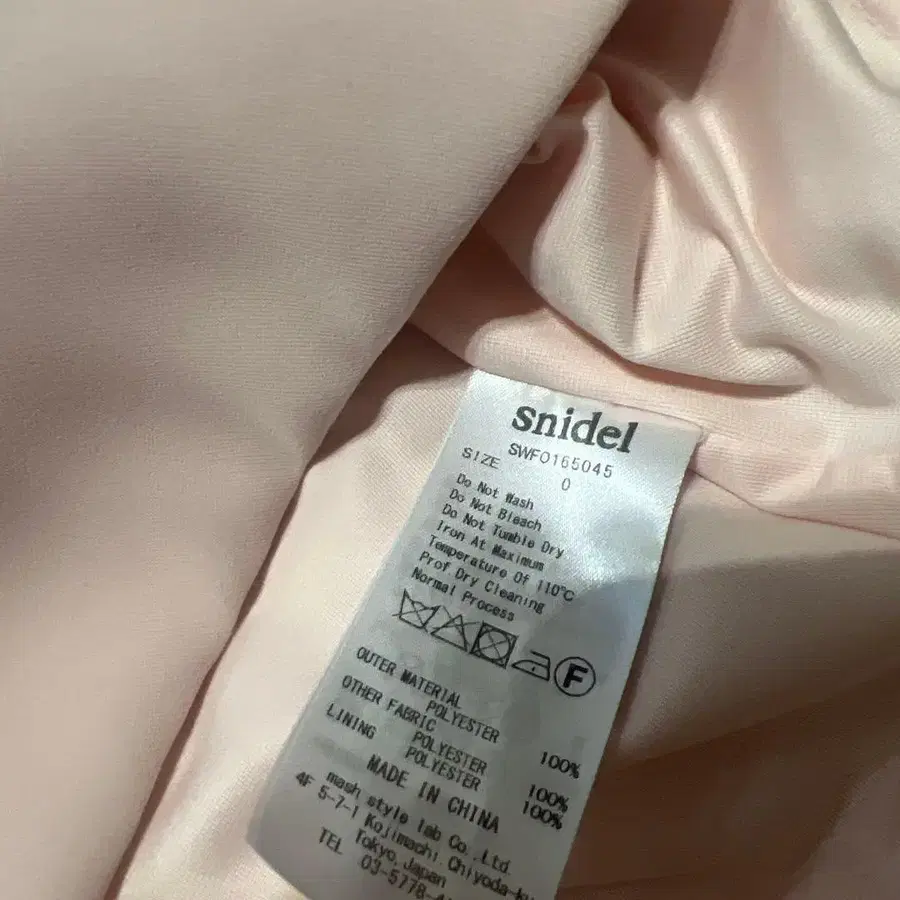 snidel
SWFO165045
SIZE 0
Do Not Wash
Do Not Bleach
Do Not Tumble Dry
Iron At Maximum
Temperature Of 110℃
Prof Dry Cleaning
Normal Process
F
OUTER MATERIAL
POLYESTER 100%
OTHER FABRIC
POLYESTER 100%
LINING POLYESTER 100%
MADE IN CHINA
mash style lab Co.,Ltd.
4F 5-7-1 Kojimachi, Chiyoda-ku
Tokyo, Japan
TEL 03-5778-4